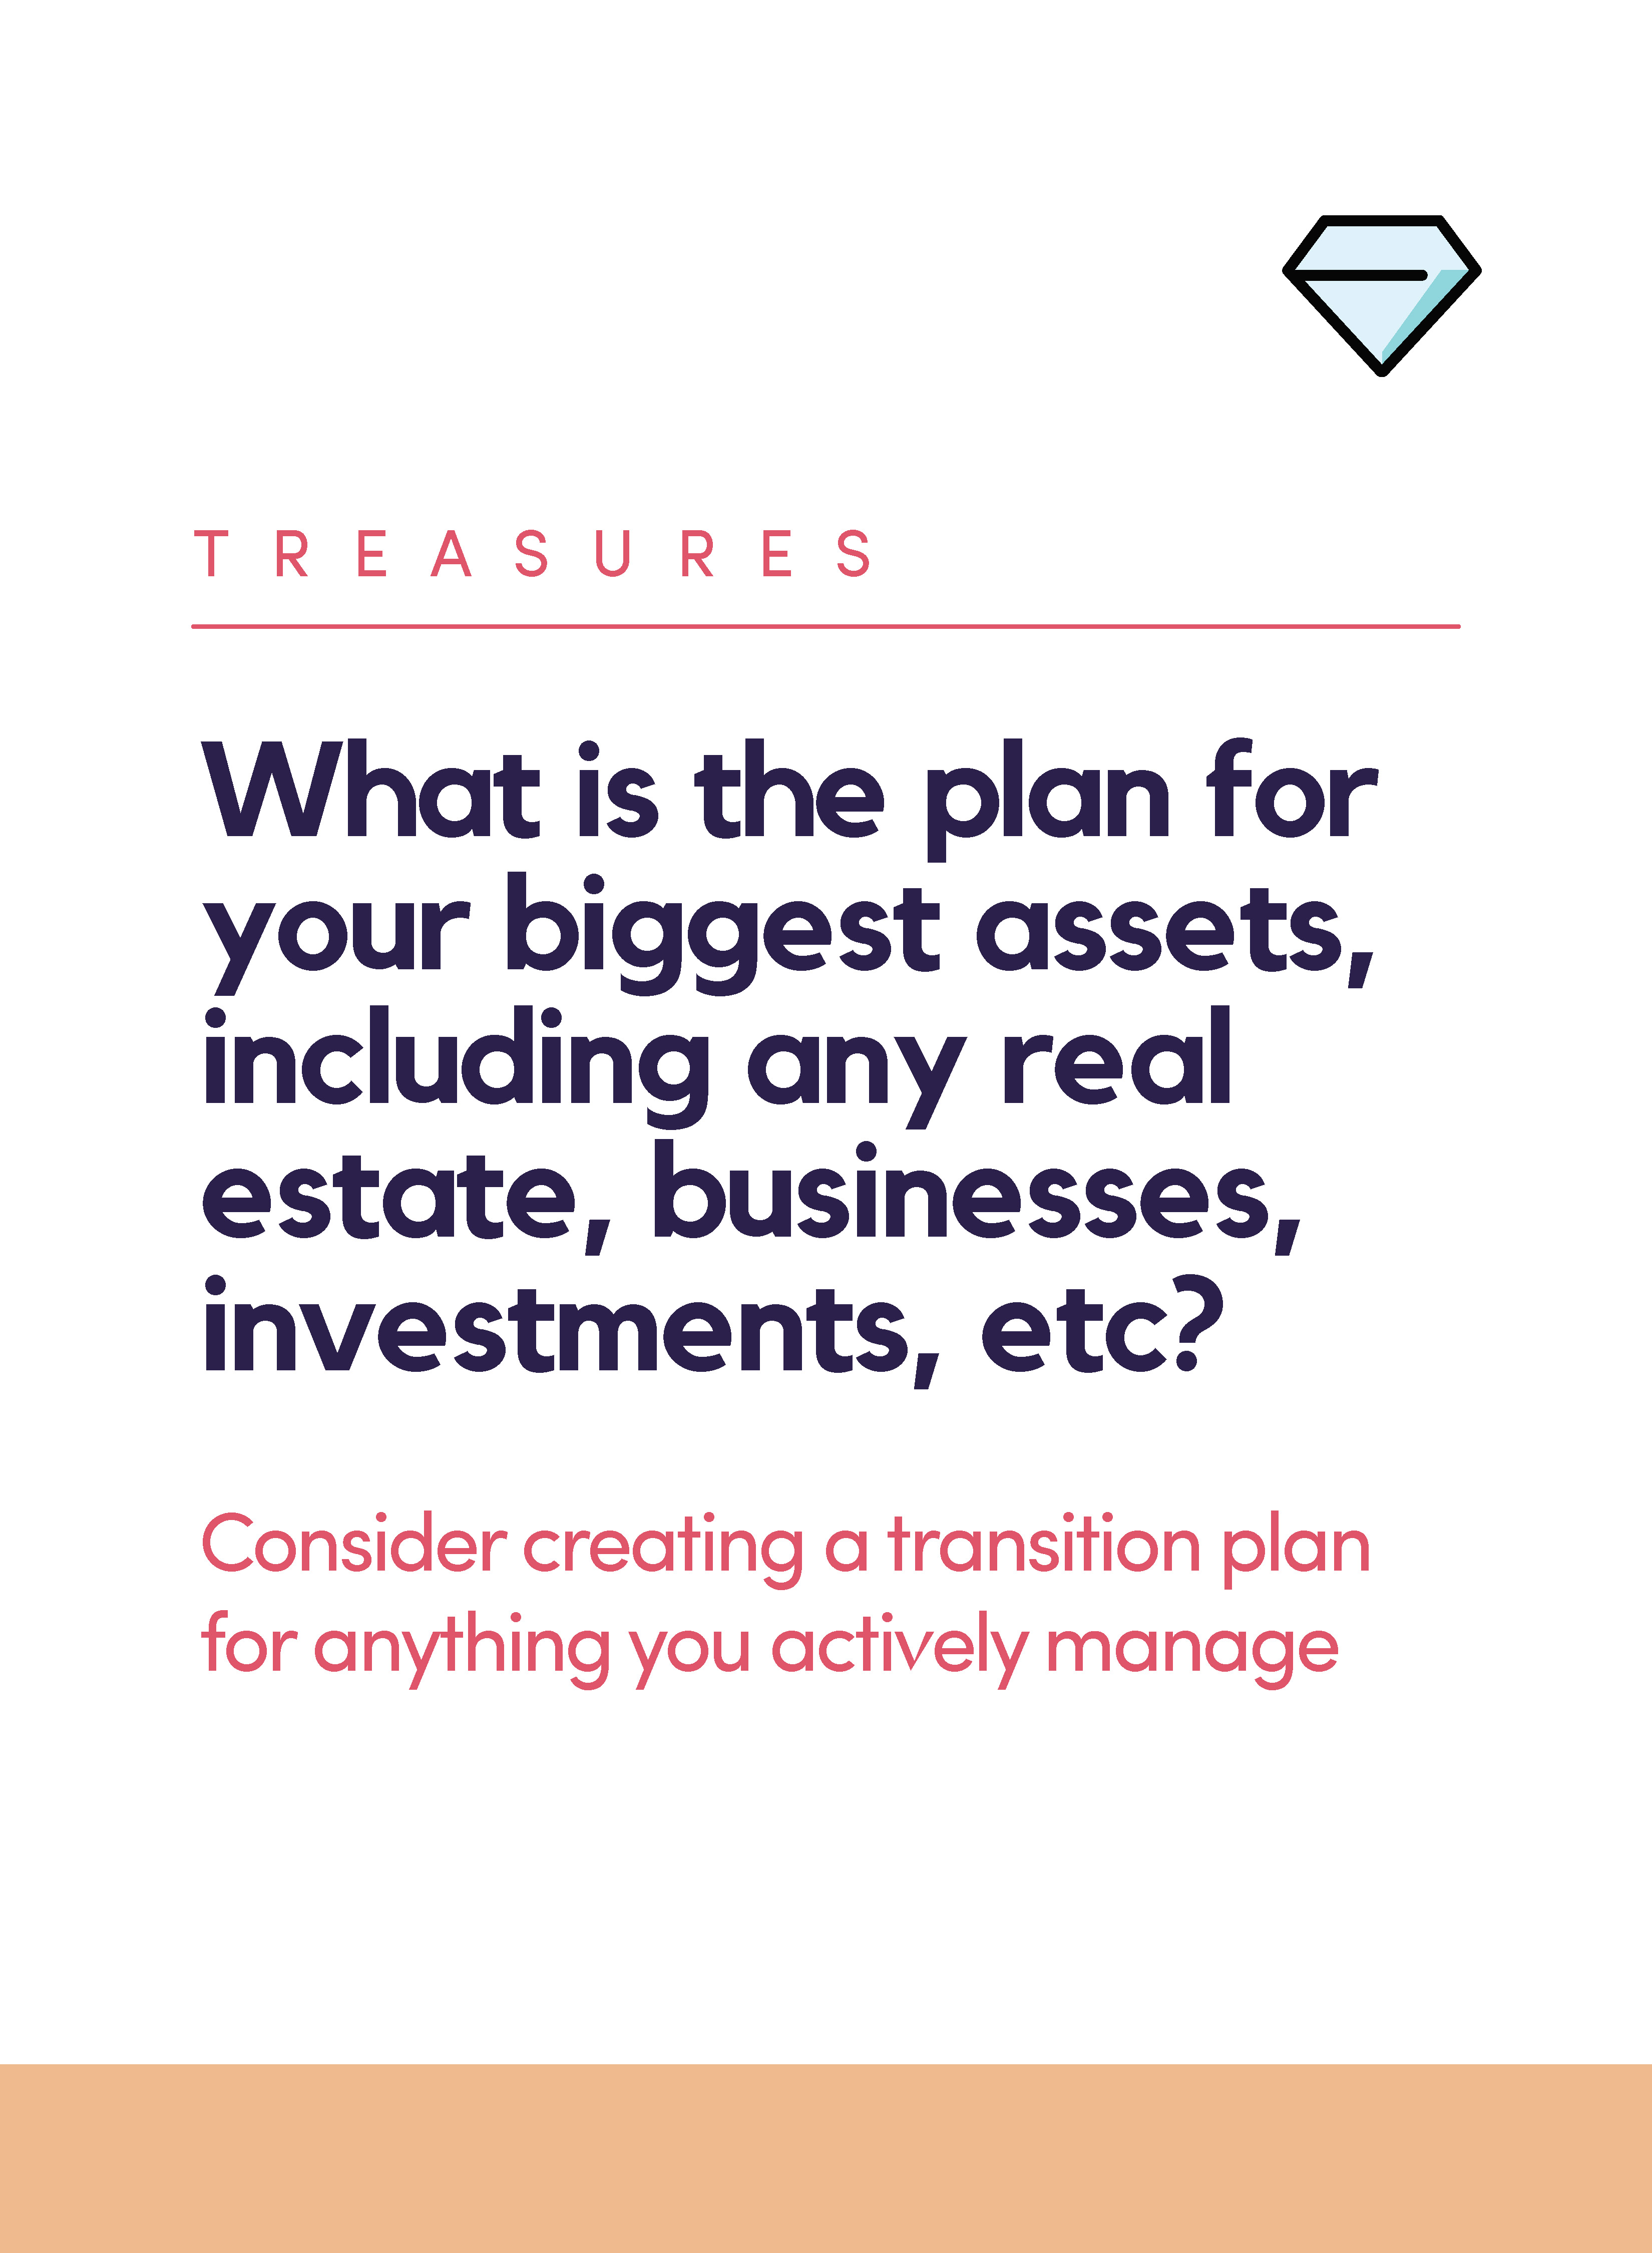 TREASURES
What is the plan for
your biggest assets,
including any real
estate, businesses,
investments, etc?
Consider creating a transition plan
for anything you actively manage